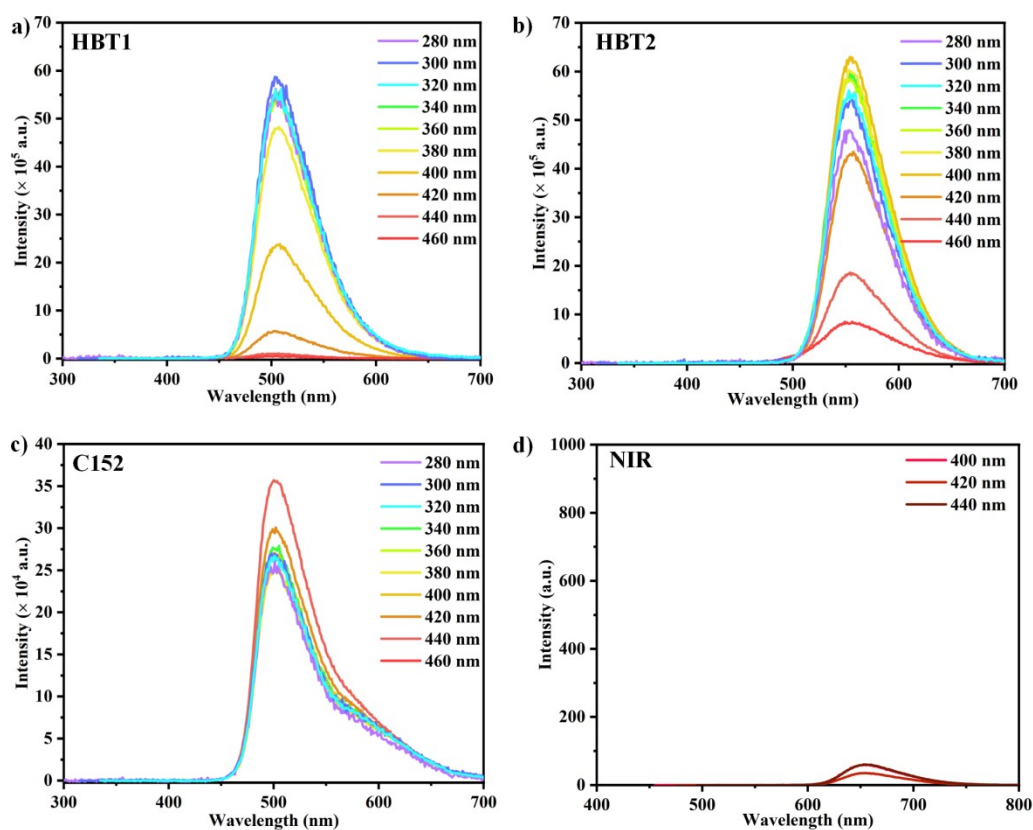 a)
HBT1
280 nm
300 nm
320 nm
340 nm
360 nm
380 nm
400 nm
420 nm
440 nm
460 nm
Intensity (× 10⁵ a.u.)
70
60
50
40
30
20
10
0
300 400 500 600 700
Wavelength (nm)
b)
HBT2
280 nm
300 nm
320 nm
340 nm
360 nm
380 nm
400 nm
420 nm
440 nm
460 nm
Intensity (× 10⁵ a.u.)
70
60
50
40
30
20
10
0
300 400 500 600 700
Wavelength (nm)
c)
C152
280 nm
300 nm
320 nm
340 nm
360 nm
380 nm
400 nm
420 nm
440 nm
460 nm
Intensity (× 10⁴ a.u.)
40
35
30
25
20
15
10
5
0
300 400 500 600 700
Wavelength (nm)
d)
NIR
400 nm
420 nm
440 nm
Intensity (a.u.)
1000
800
600
400
200
0
400 500 600 700 800
Wavelength (nm)